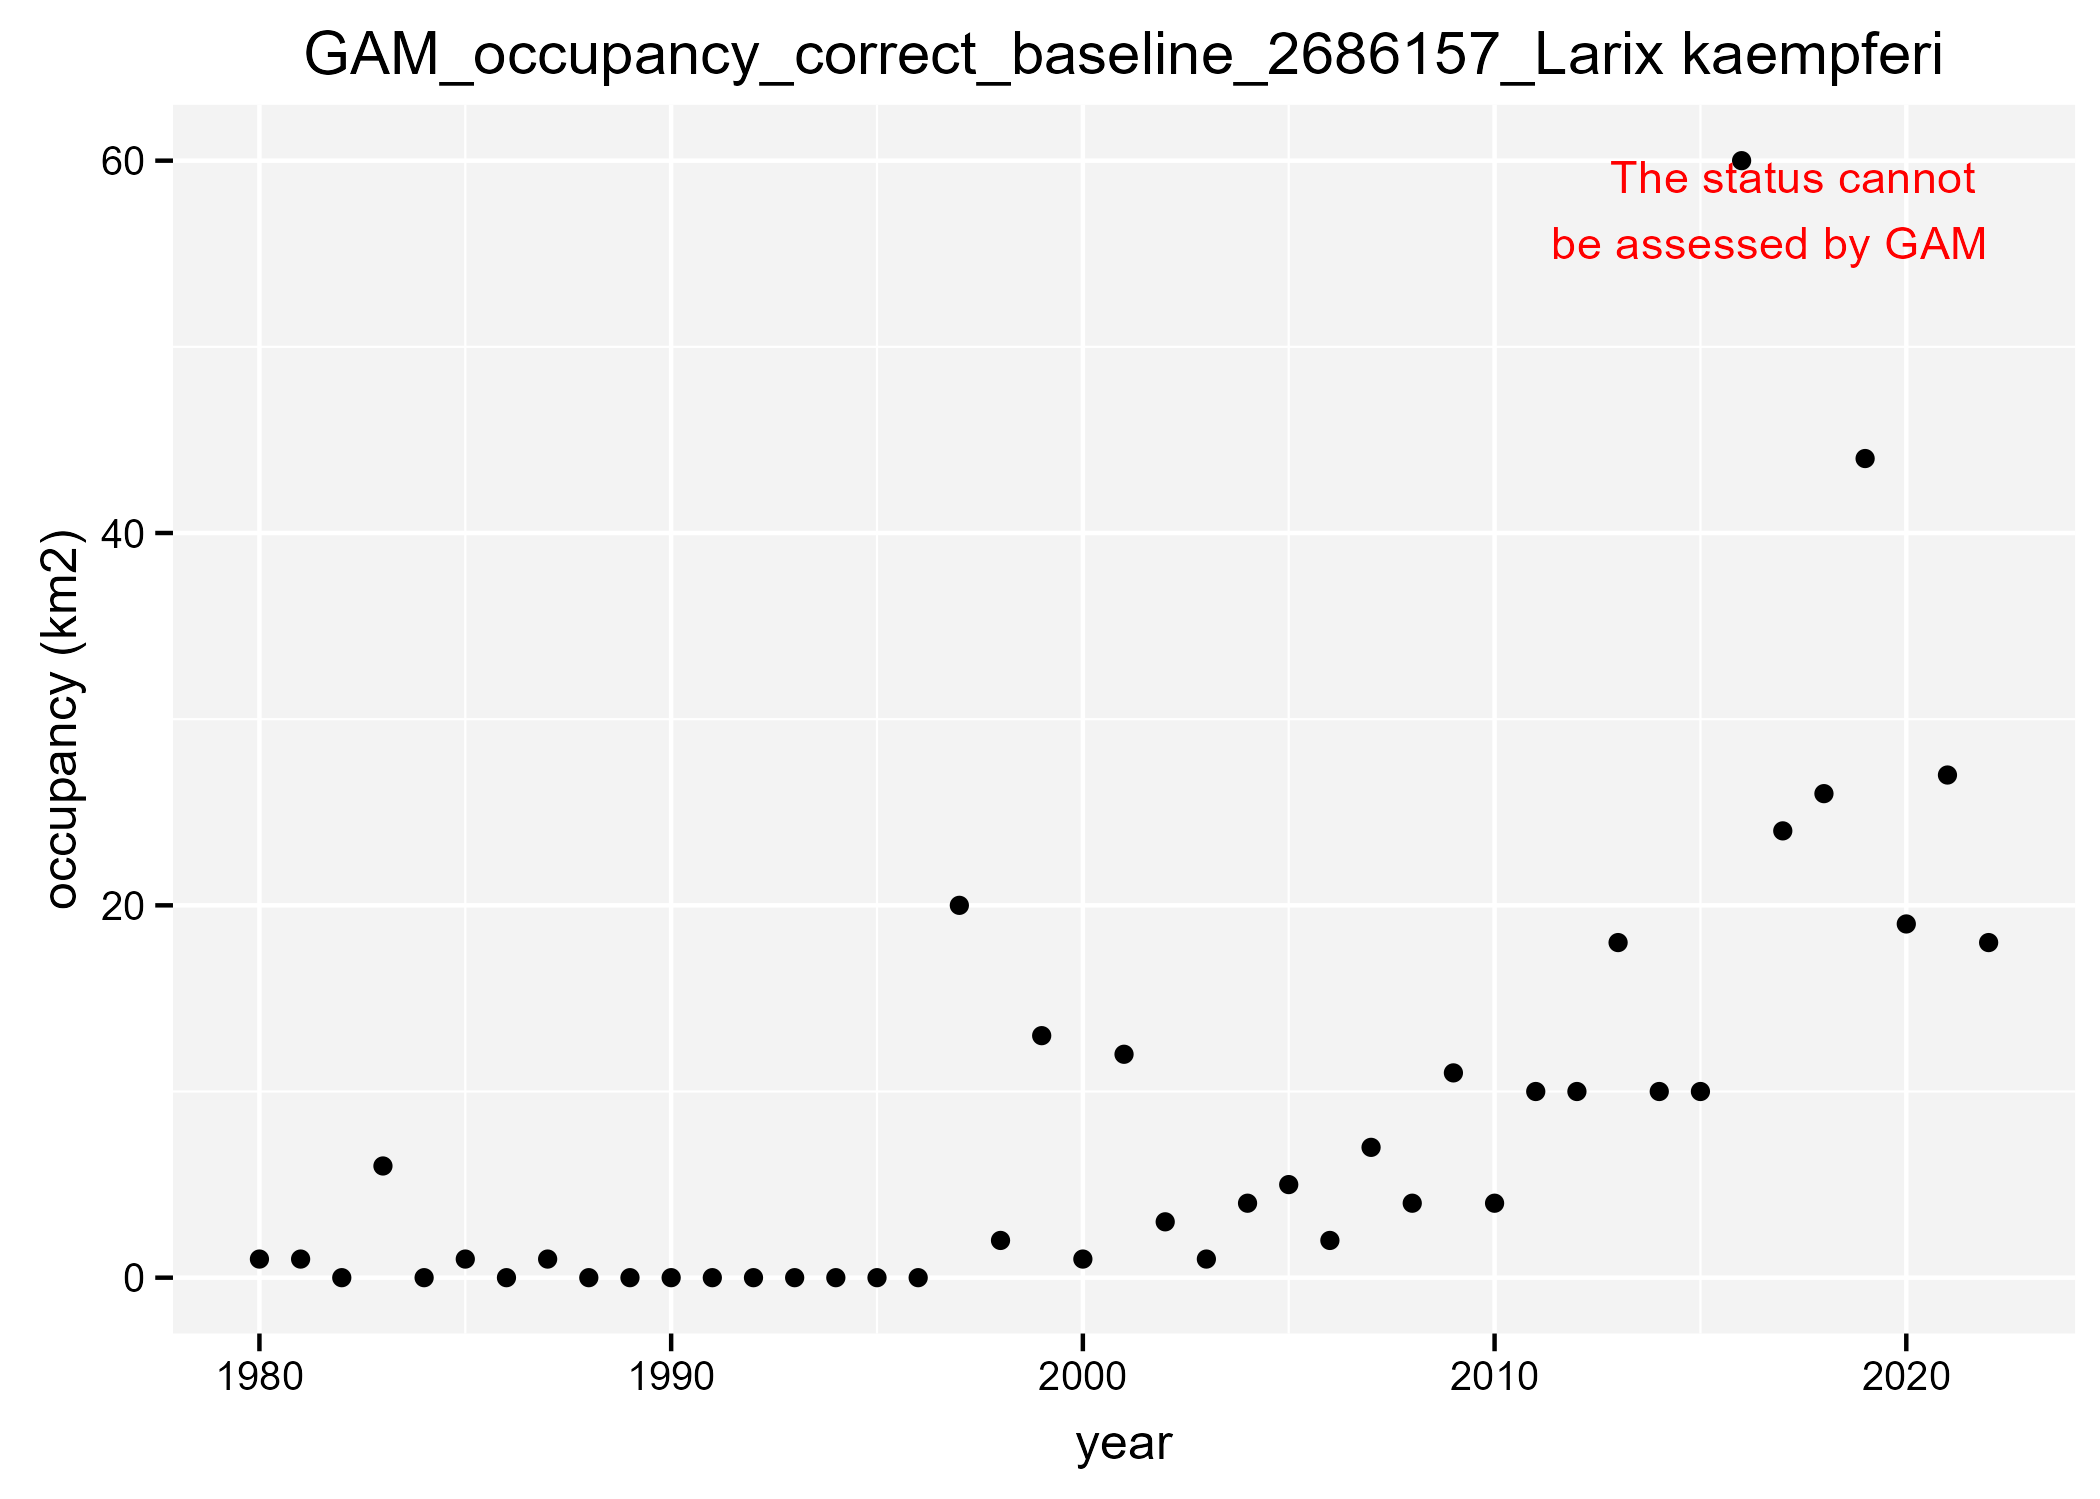 GAM_occupancy_correct_baseline_2686157_Larix kaempferi
60
The status cannot
be assessed by GAM
40
occupancy (km2)
20
0
1980 1990 2000 2010 2020
year